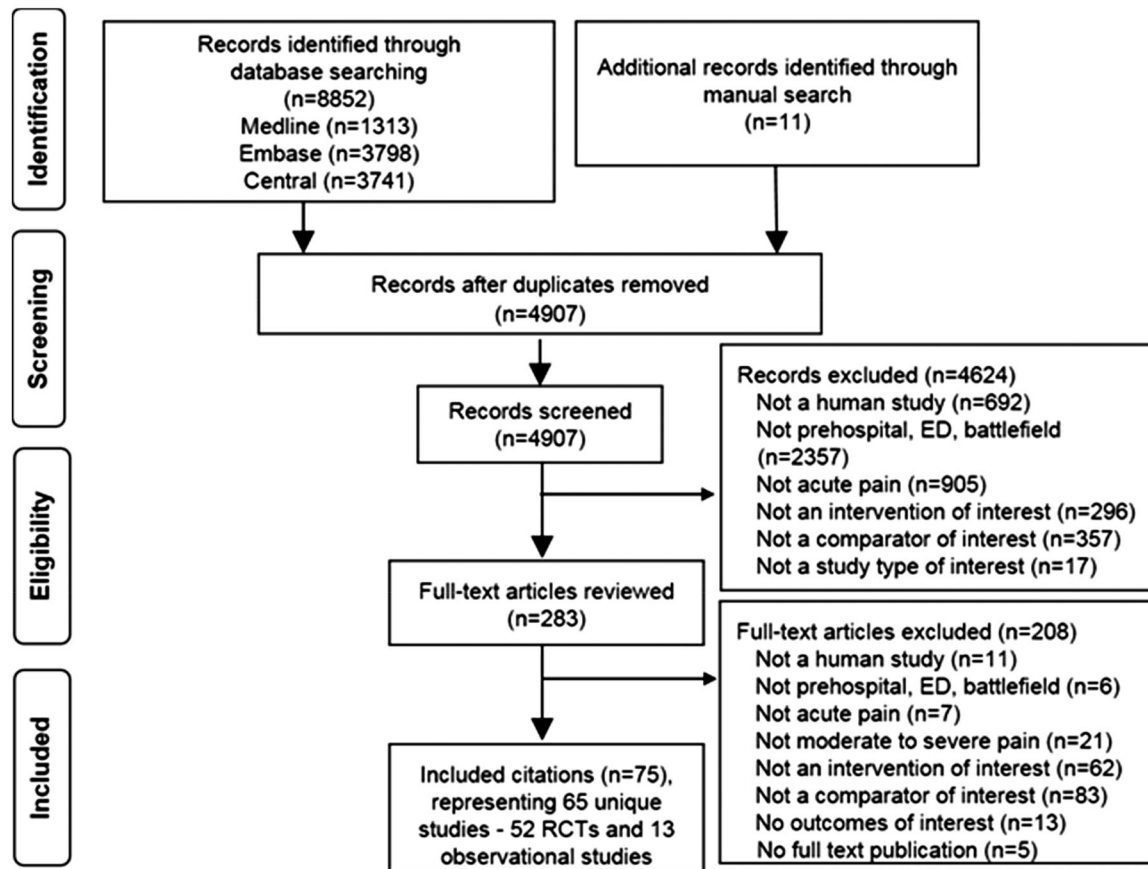 Identification
Records identified through
database searching
(n=8852)
Medline (n=1313)
Embase (n=3798)
Central (n=3741)
Additional records identified through
manual search
(n=11)
Screening
Records after duplicates removed
(n=4907)
Records screened
(n=4907)
Records excluded (n=4624)
Not a human study (n=692)
Not prehospital, ED, battlefield
(n=2357)
Not acute pain (n=905)
Not an intervention of interest (n=296)
Not a comparator of interest (n=357)
Not a study type of interest (n=17)
Eligibility
Full-text articles reviewed
(n=283)
Full-text articles excluded (n=208)
Not a human study (n=11)
Not prehospital, ED, battlefield (n=6)
Not acute pain (n=7)
Not moderate to severe pain (n=21)
Not an intervention of interest (n=62)
Not a comparator of interest (n=83)
No outcomes of interest (n=13)
No full text publication (n=5)
Included
Included citations (n=75),
representing 65 unique
studies - 52 RCTs and 13
observational studies